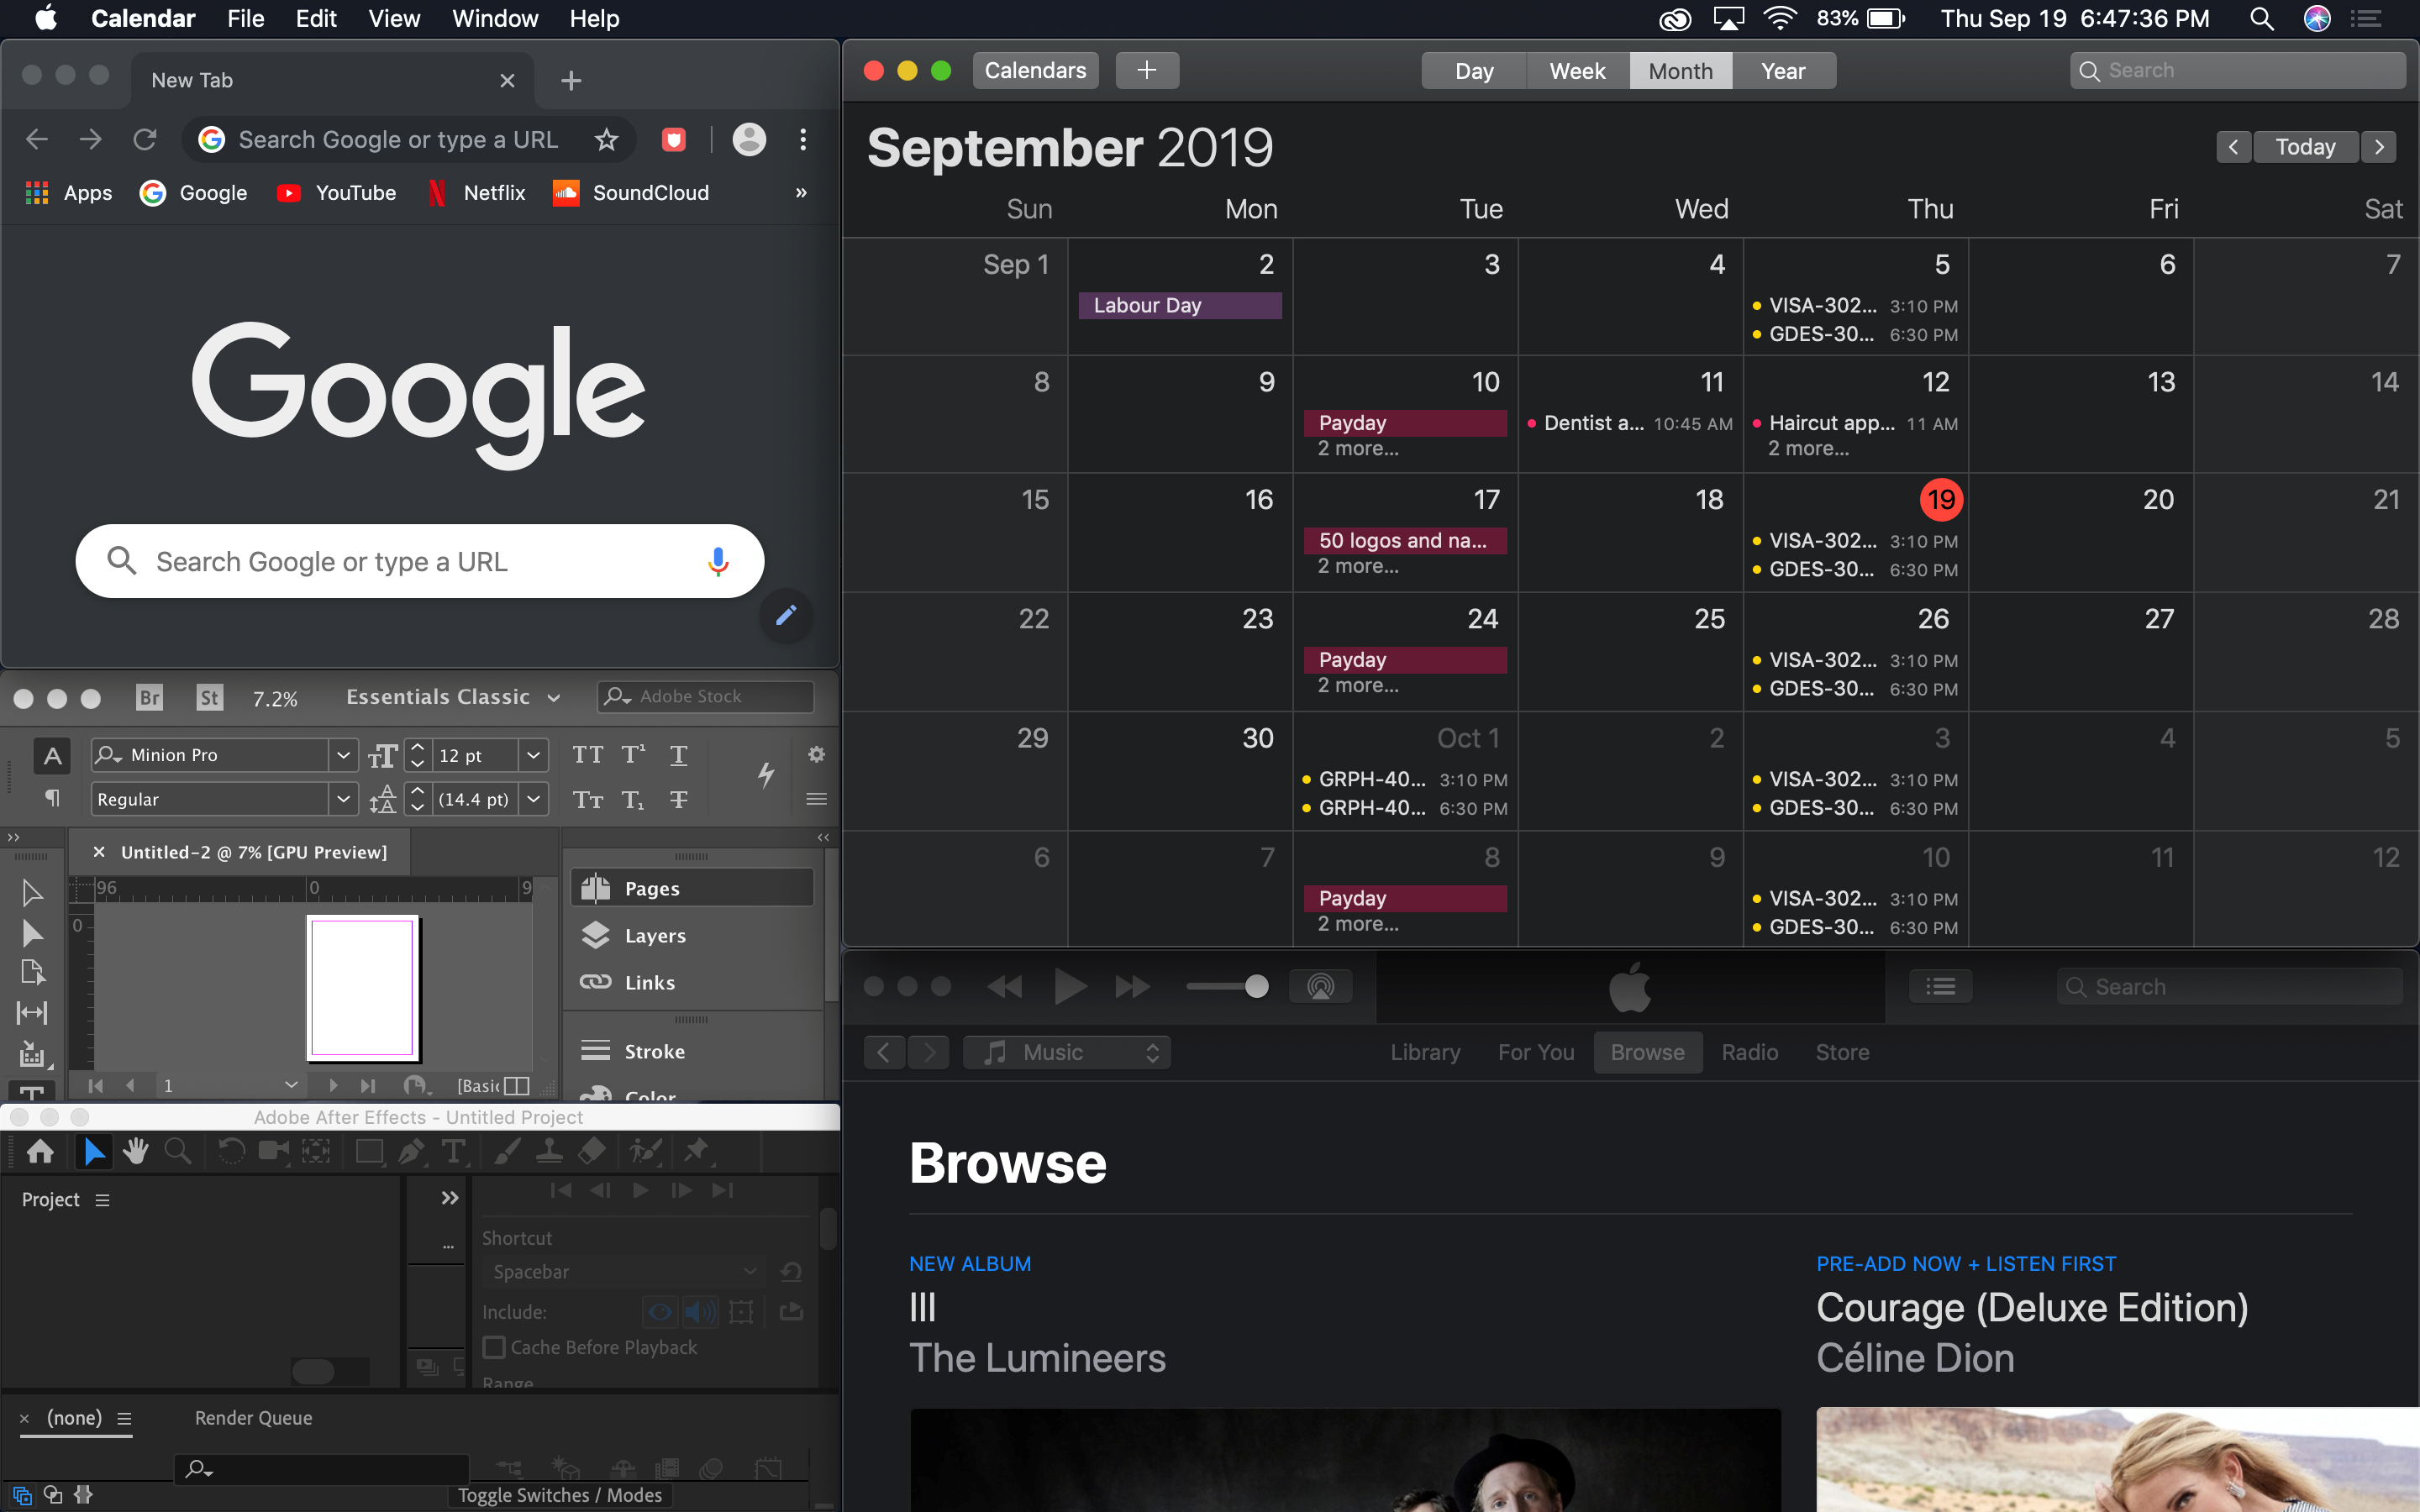 Calendar File Edit View Window Help
83% Thu Sep 19 6:47:36 PM
New Tab
Search Google or type a URL
Apps Google YouTube Netflix SoundCloud »
Google
Search Google or type a URL
Calendars + Day Week Month Year Search
September 2019
< Today >
Sun Mon Tue Wed Thu Fri Sat
Sep 1 2 3 4 5 6 7
Labour Day
VISA-302... 3:10 PM
GDES-30... 6:30 PM
8 9 10 11 12 13 14
Payday Dentist a... 10:45 AM Haircut app... 11 AM
2 more... 2 more...
15 16 17 18 19 20 21
50 logos and na... VISA-302... 3:10 PM
2 more... GDES-30... 6:30 PM
22 23 24 25 26 27 28
Payday VISA-302... 3:10 PM
2 more... GDES-30... 6:30 PM
29 30 Oct 1 2 3 4 5
GRPH-40... 3:10 PM VISA-302... 3:10 PM
GRPH-40... 6:30 PM GDES-30... 6:30 PM
6 7 8 9 10 11 12
Payday VISA-302... 3:10 PM
2 more... GDES-30... 6:30 PM
Br St 7.2% Essentials Classic Adobe Stock
A Minion Pro 12 pt TT T¹ T
Regular (14.4 pt) TT T₁ T
× Untitled-2 @ 7% [GPU Preview]
96 0 9
0
Pages
Layers
Links
Stroke
Color
1 [Basic
Adobe After Effects - Untitled Project
Project
Shortcut
Spacebar
Include:
Cache Before Playback
Range
× (none) Render Queue
Toggle Switches / Modes
Search
Music Library For You Browse Radio Store
Browse
NEW ALBUM
III
The Lumineers
PRE-ADD NOW + LISTEN FIRST
Courage (Deluxe Edition)
Céline Dion